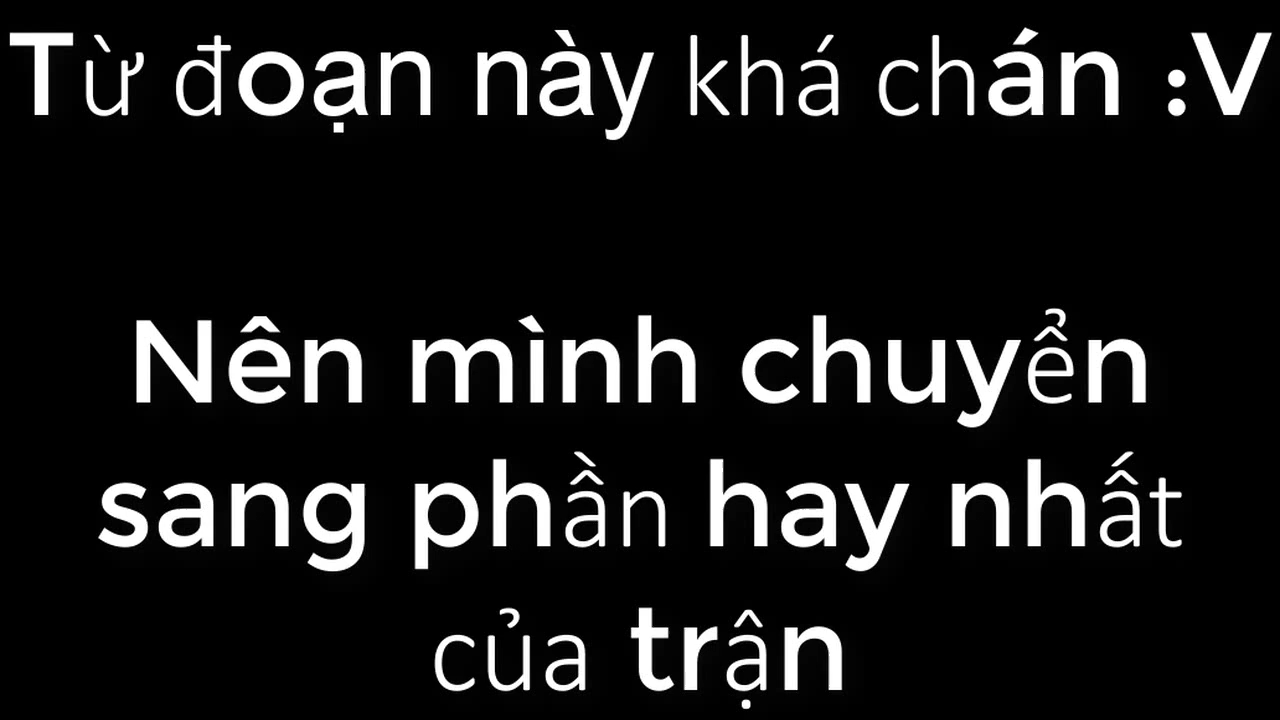 Từ đoạn này khá chán :V
Nên mình chuyển
sang phần hay nhất
của trận